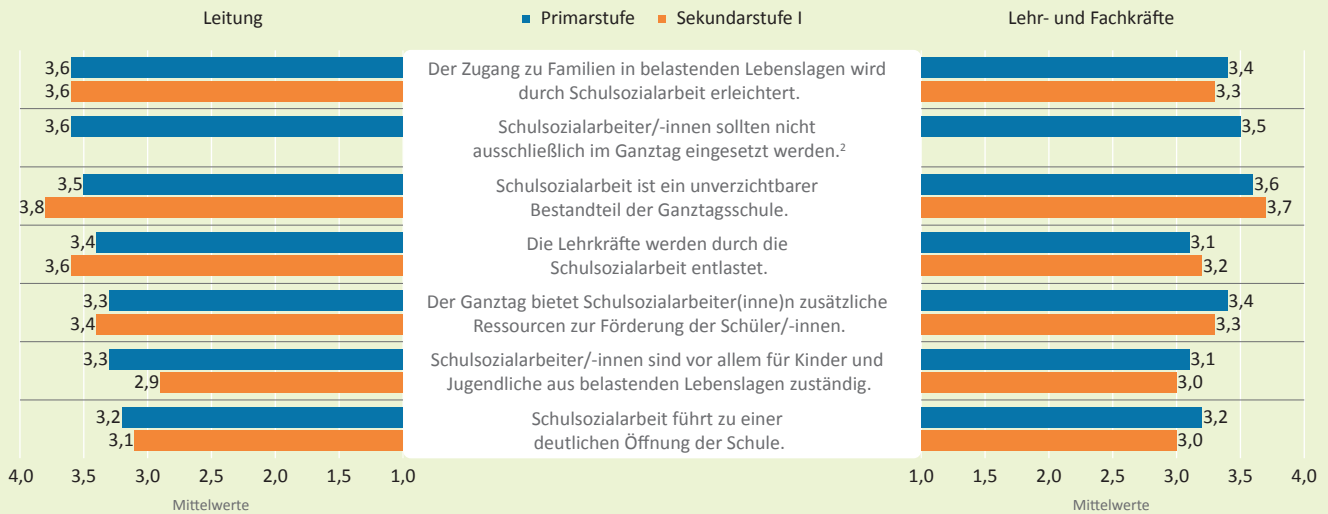 Leitung
Primarstufe
Sekundarstufe I
Lehr- und Fachkräfte
3,6
3,6
Der Zugang zu Familien in belastenden Lebenslagen wird
durch Schulsozialarbeit erleichtert.
3,4
3,3
3,6
Schulsozialarbeiter/-innen sollten nicht
ausschließlich im Ganztag eingesetzt werden.²
3,5
3,5
3,8
Schulsozialarbeit ist ein unverzichtbarer
Bestandteil der Ganztagsschule.
3,6
3,7
3,4
3,6
Die Lehrkräfte werden durch die
Schulsozialarbeit entlastet.
3,1
3,2
3,3
3,4
Der Ganztag bietet Schulsozialarbeiter(inne)n zusätzliche
Ressourcen zur Förderung der Schüler/-innen.
3,4
3,3
3,3
2,9
Schulsozialarbeiter/-innen sind vor allem für Kinder und
Jugendliche aus belastenden Lebenslagen zuständig.
3,1
3,0
3,2
3,1
Schulsozialarbeit führt zu einer
deutlichen Öffnung der Schule.
3,2
3,0
4,0 3,5 3,0 2,5 2,0 1,5 1,0
1,0 1,5 2,0 2,5 3,0 3,5 4,0
Mittelwerte
Mittelwerte